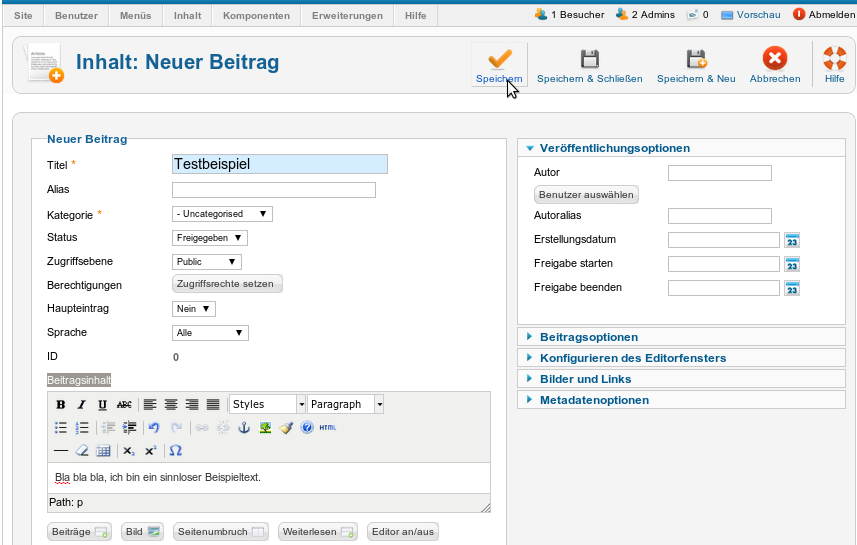 Site Benutzer Menüs Inhalt Komponenten Erweiterungen Hilfe 1 Besucher 2 Admins 0 Vorschau Abmelden
Inhalt: Neuer Beitrag
Speichern Speichern & Schließen Speichern & Neu Abbrechen Hilfe
Neuer Beitrag
Titel *
Testbeispiel
Alias
Kategorie *
- Uncategorised
Status
Freigegeben
Zugriffsebene
Public
Berechtigungen
Zugriffsrechte setzen
Haupteintrag
Nein
Sprache
Alle
ID
0
Beitragsinhalt
B I U ABC Styles Paragraph
HTML
Bla bla bla, ich bin ein sinnloser Beispieltext.
Path: p
Beiträge Bild Seitenumbruch Weiterlesen Editor an/aus
Veröffentlichungsoptionen
Autor
Benutzer auswählen
Autoralias
Erstellungsdatum
23
Freigabe starten
23
Freigabe beenden
23
Beitragsoptionen
Konfigurieren des Editorfensters
Bilder und Links
Metadatenoptionen